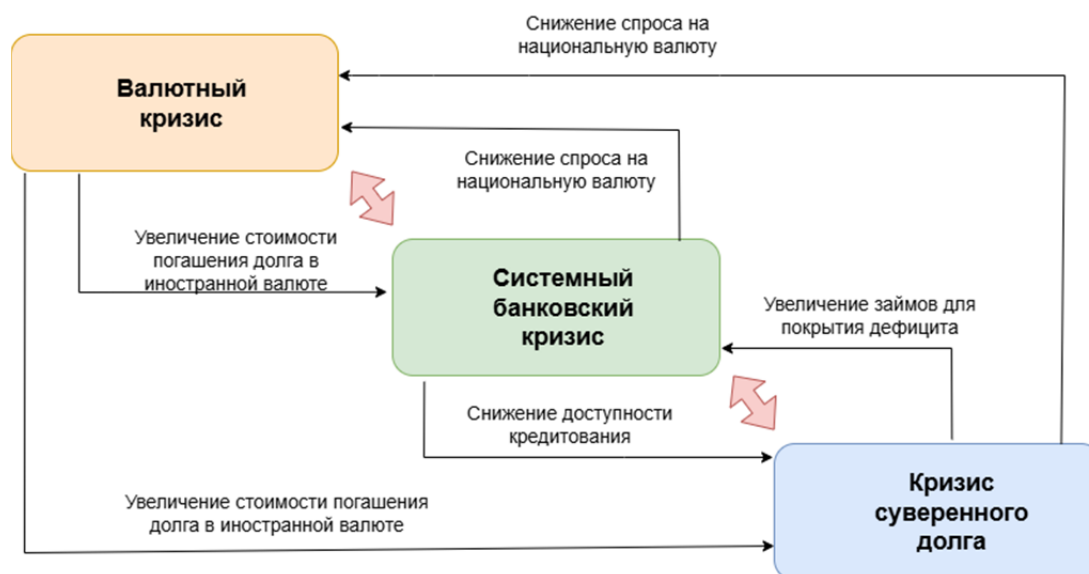 Снижение спроса на
национальную валюту
Валютный
кризис
Снижение спроса на
национальную валюту
Увеличение стоимости
погашения долга в
иностранной валюте
Системный
банковский
кризис
Увеличение займов для
покрытия дефицита
Снижение доступности
кредитования
Увеличение стоимости погашения
долга в иностранной валюте
Кризис
суверенного
долга